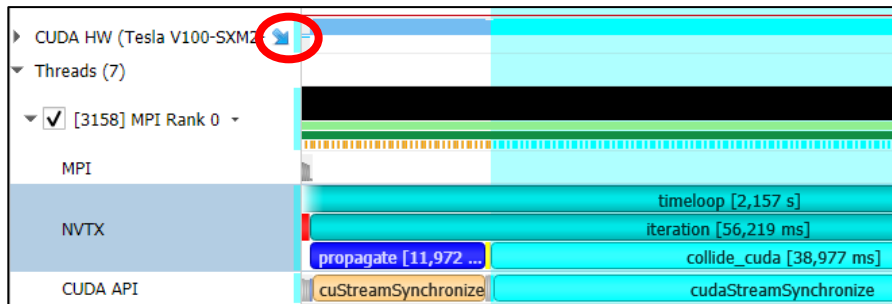 CUDA HW (Tesla V100-SXM2-
Threads (7)
[3158] MPI Rank 0
MPI
timeloop [2,157 s]
NVTX
iteration [56,219 ms]
propagate [11,972 ...
collide_cuda [38,977 ms]
CUDA API
cuStreamSynchronize
cudaStreamSynchronize